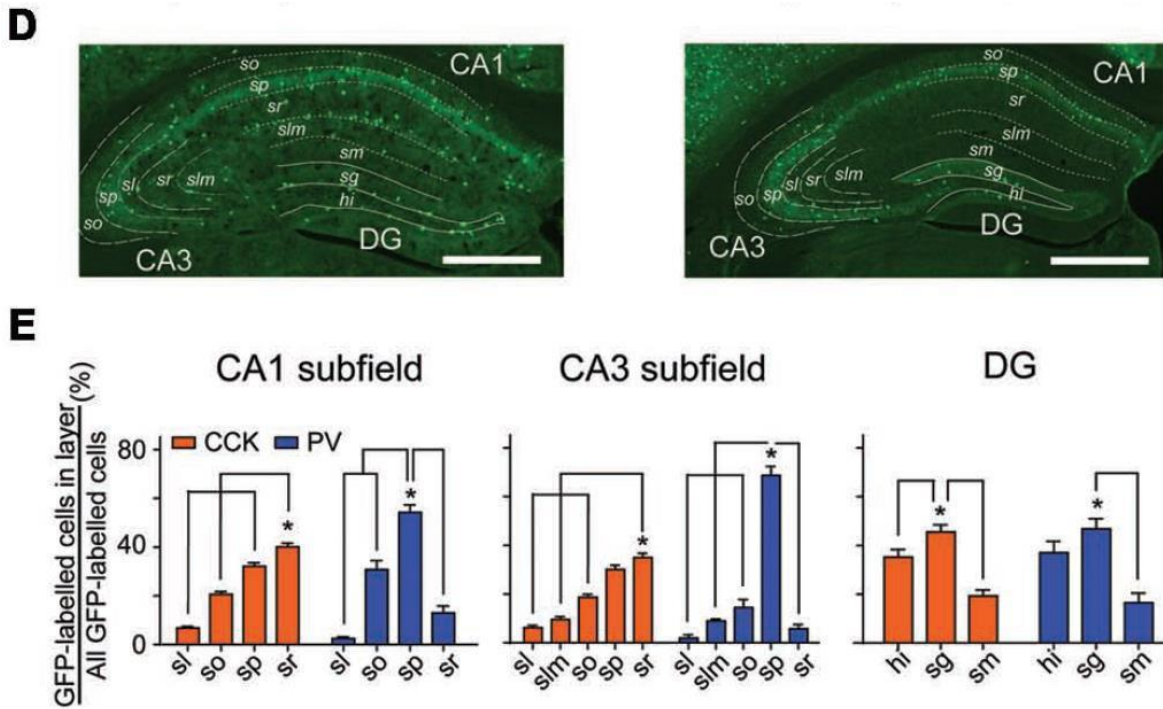 D
so
sp
sr
slm
sm
sg
hi
CA1
so
sp
sl
sr
slm
CA3
DG
so
sp
sr
slm
sm
sg
hi
CA1
so
sp
sl
sr
slm
CA3
DG
E
CA1 subfield
CA3 subfield
DG
GFP-labelled cells in layer (%)
All GFP-labelled cells
80
40
0
CCK PV
* * * * * *
sl so sp sr sl so sp sr
sl slm so sp sr sl slm so sp sr
hi sg sm hi sg sm